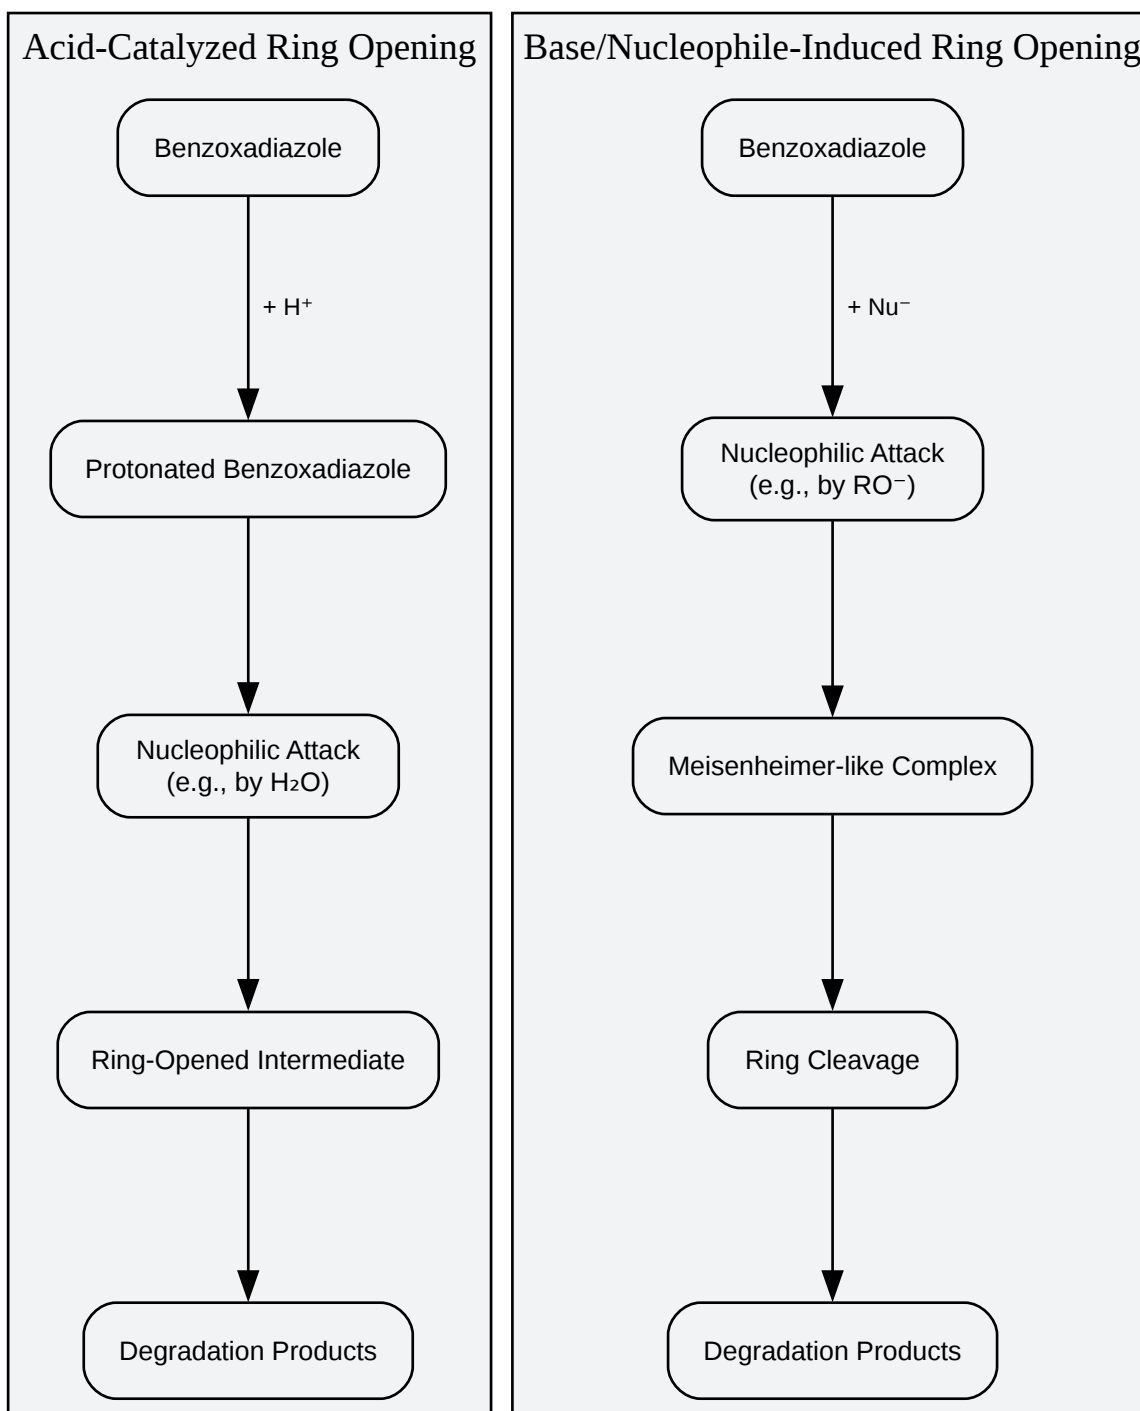 Acid-Catalyzed Ring Opening
Benzoxadiazole
+ H⁺
Protonated Benzoxadiazole
Nucleophilic Attack
(e.g., by H₂O)
Ring-Opened Intermediate
Degradation Products
Base/Nucleophile-Induced Ring Opening
Benzoxadiazole
+ Nu⁻
Nucleophilic Attack
(e.g., by RO⁻)
Meisenheimer-like Complex
Ring Cleavage
Degradation Products